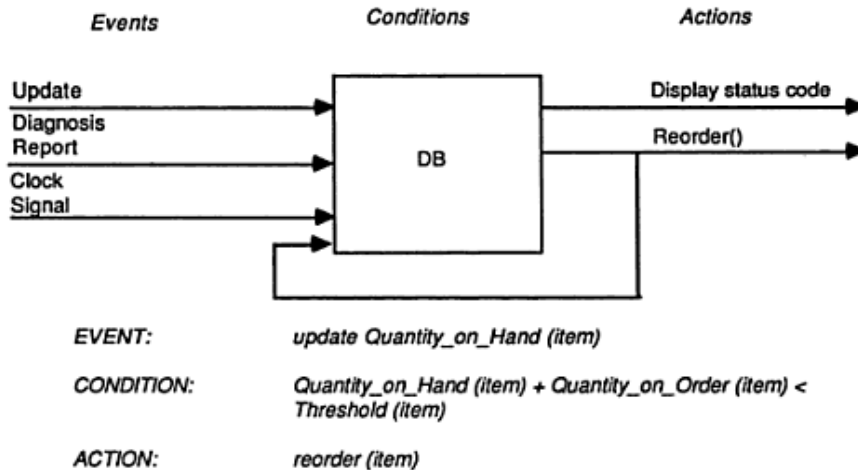 Events Conditions Actions
Update
Display status code
Diagnosis
Report
Reorder()
DB
Clock
Signal
EVENT: update Quantity_on_Hand (item)
CONDITION: Quantity_on_Hand (item) + Quantity_on_Order (item) <
Threshold (item)
ACTION: reorder (item)